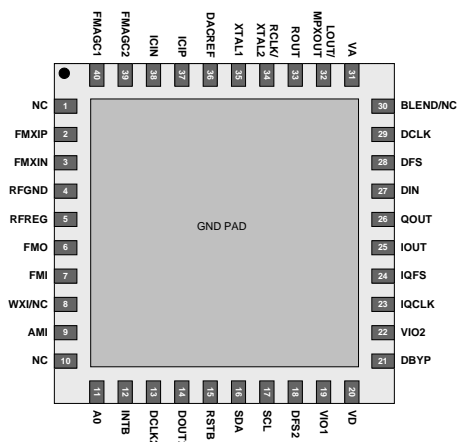 FMAGC1
FMAGC2
ICIN
ICIP
DACREF
XTAL1
RCLK/
XTAL2
ROUT
LOUT/
MPXOUT
VA
40
39
38
37
36
35
34
33
32
31
NC 1
FMXIP 2
FMXIN 3
RFGND 4
RFREG 5
FMO 6
FMI 7
WXI/NC 8
AMI 9
NC 10
GND PAD
30 BLEND/NC
29 DCLK
28 DFS
27 DIN
26 QOUT
25 IOUT
24 IQFS
23 IQCLK
22 VIO2
21 DBYP
11
12
13
14
15
16
17
18
19
20
A0
INTB
RSTB
SDA
SCL
DFS2
VIO1
VD